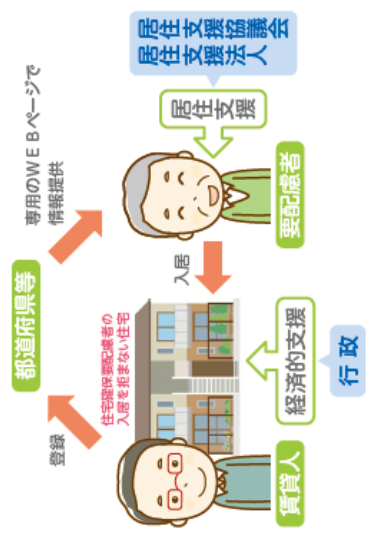 都道府県等
登録
専用のWEBページで
情報提供
住宅確保要配慮者の
入居を拒まない住宅
入居
居住支援協議会
居住支援法人
居住支援
賃貸人
経済的支援
行政
要配慮者